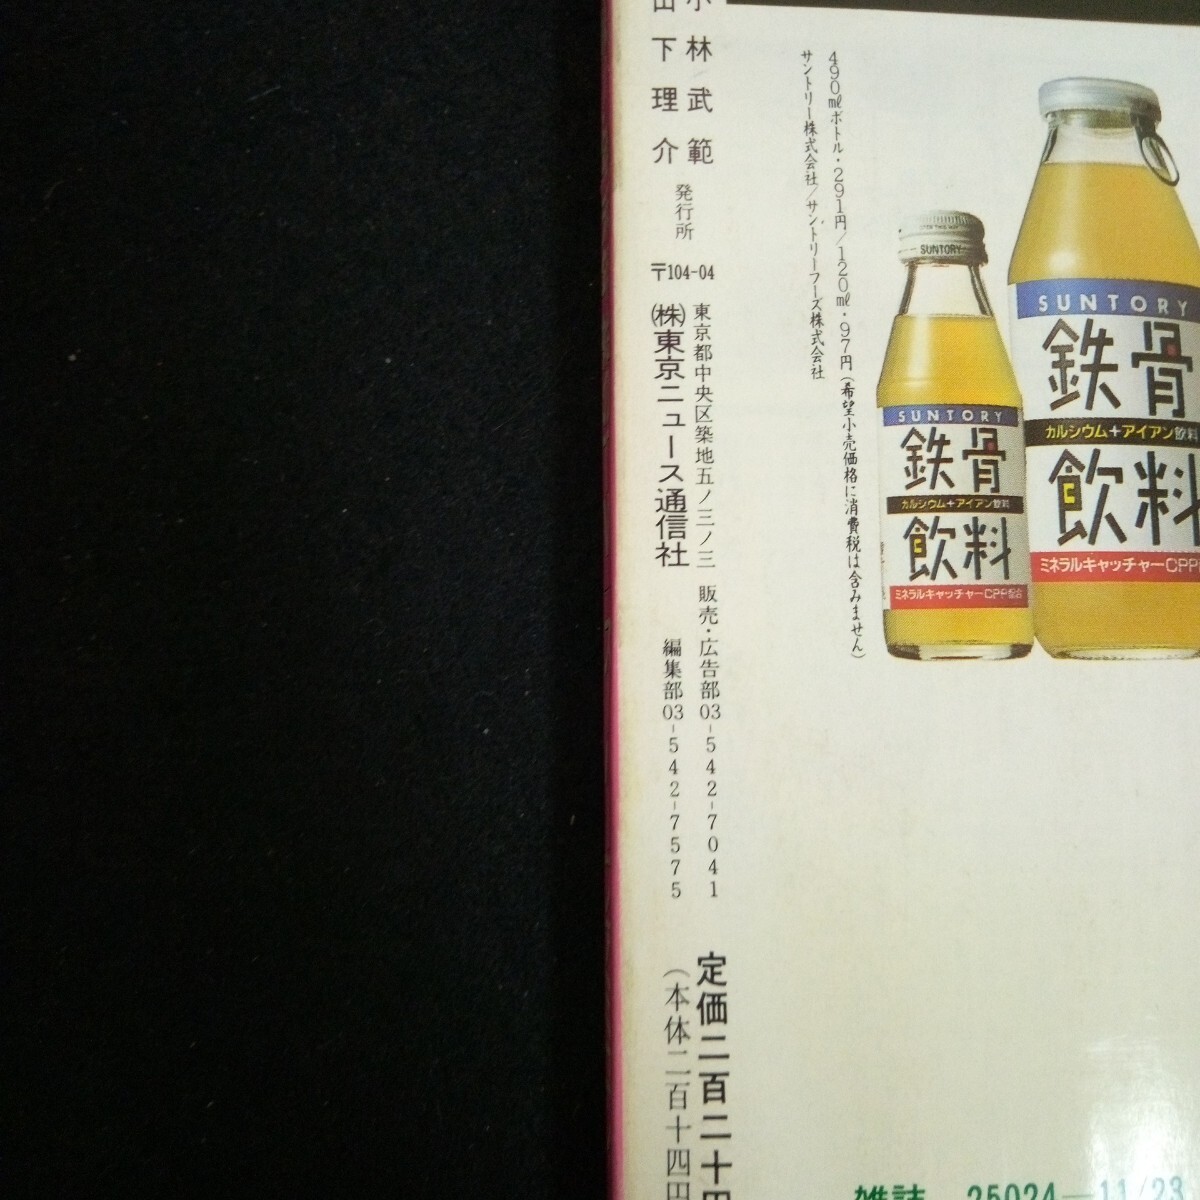 490mlボトル・291円/120ml・97円(希望小売価格に消費税は含みません)
サントリー株式会社/サントリーフーズ株式会社
SUNTORY
鉄骨
カルシウム+アイアン飲料
飲料
ミネラルキャッチャーCPP
SUNTORY
SUNTORY
鉄骨
カルシウム+アイアン飲料
飲料
ミネラルキャッチャーCPP配合
小林武範
山下理介
発行所
〒104-04
東京都中央区築地五ノ三ノ三
㈱東京ニュース通信社
販売・広告部03-542-7041
編集部03-542-7575
定価二百二十円
(本体二百十四円
雑誌 25024-11/23